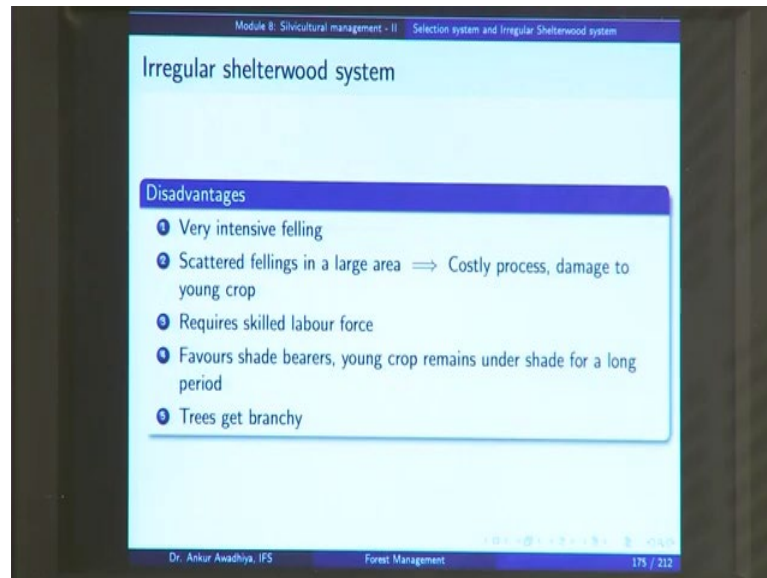 Module 8: Silvicultural management - II Selection system and Irregular Shelterwood system
Irregular shelterwood system
Disadvantages
1 Very intensive felling
2 Scattered fellings in a large area ⟹ Costly process, damage to
young crop
3 Requires skilled labour force
4 Favours shade bearers, young crop remains under shade for a long
period
5 Trees get branchy
Dr. Ankur Awadhiya, IFS Forest Management 175 / 212